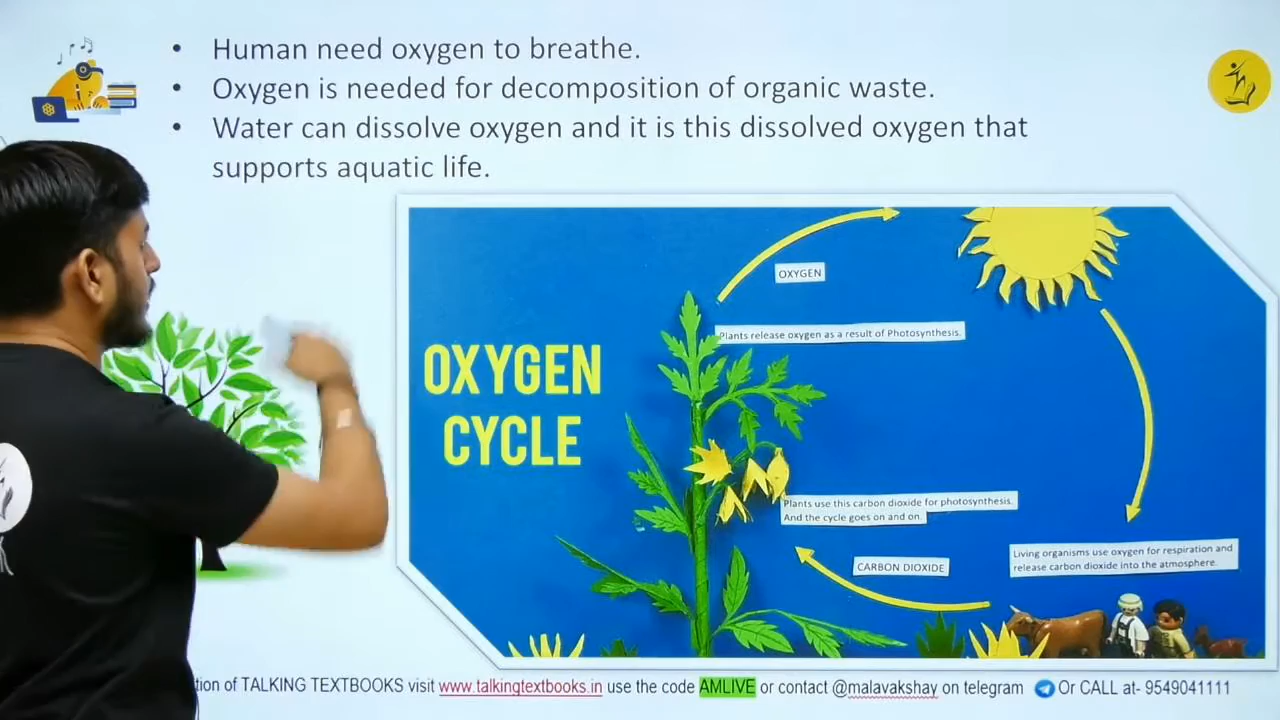 • Human need oxygen to breathe.
• Oxygen is needed for decomposition of organic waste.
• Water can dissolve oxygen and it is this dissolved oxygen that
supports aquatic life.
OXYGEN
Plants release oxygen as a result of Photosynthesis.
OXYGEN
CYCLE
Plants use this carbon dioxide for photosynthesis.
And the cycle goes on and on.
Living organisms use oxygen for respiration and
release carbon dioxide into the atmosphere.
CARBON DIOXIDE
of TALKING TEXTBOOKS visit www.talkingtextbooks.in use the code AMLIVE or contact @malavakshay on telegram Or CALL at- 9549041111